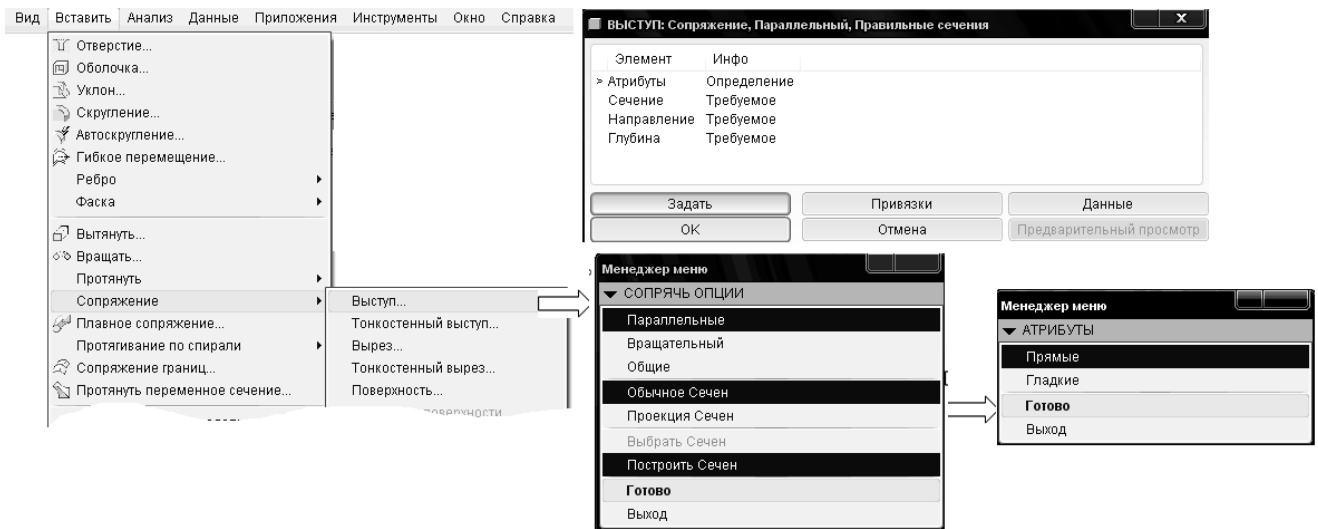 Вид Вставить Анализ Данные Приложения Инструменты Окно Справка
Отверстие...
Оболочка...
Уклон...
Скругление...
Автоскругление...
Гибкое перемещение...
Ребро
Фаска
Вытянуть...
Вращать...
Протянуть
Сопряжение
Плавное сопряжение...
Протягивание по спирали
Сопряжение границ...
Протянуть переменное сечение...
Выступ...
Тонкостенный выступ...
Вырез...
Тонкостенный вырез...
Поверхность...
поверхности
ВЫСТУП: Сопряжение, Параллельный, Правильные сечения
X
Элемент Инфо
> Атрибуты Определение
Сечение Требуемое
Направление Требуемое
Глубина Требуемое
Задать Привязки Данные
OK Отмена Предварительный просмотр
Менеджер меню
СОПРЯЧЬ ОПЦИИ
Параллельные
Вращательный
Общие
Обычное Сечен
Проекция Сечен
Выбрать Сечен
Построить Сечен
Готово
Выход
Менеджер меню
АТРИБУТЫ
Прямые
Гладкие
Готово
Выход